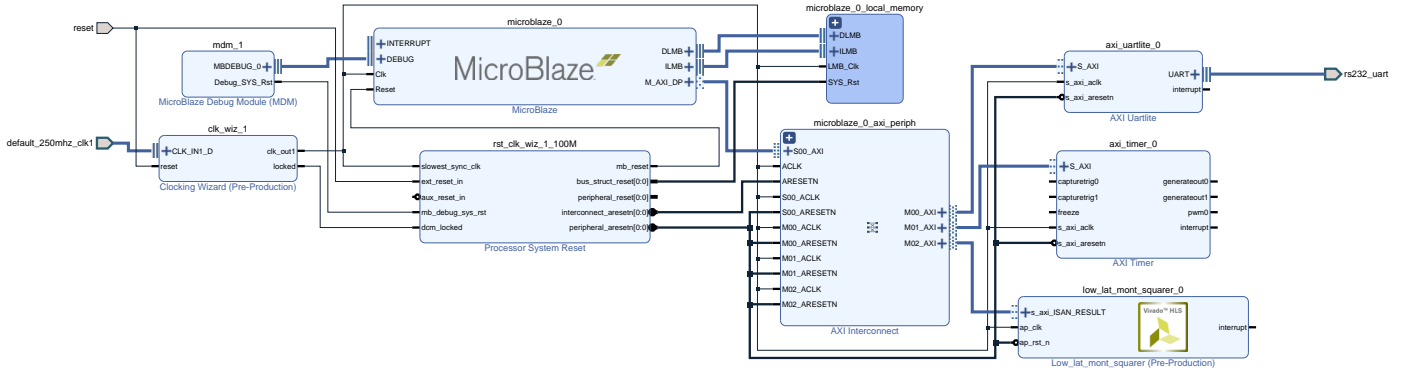 reset
default_250mhz_clk1
mdm_1
MBDEBUG_0
Debug_SYS_Rst
MicroBlaze Debug Module (MDM)
clk_wiz_1
CLK_IN1_D
reset
clk_out1
locked
Clocking Wizard (Pre-Production)
microblaze_0
INTERRUPT
DEBUG
Clk
Reset
MicroBlaze
DLMB
ILMB
M_AXI_DP
MicroBlaze
rst_clk_wiz_1_100M
slowest_sync_clk
ext_reset_in
aux_reset_in
mb_debug_sys_rst
dcm_locked
mb_reset
bus_struct_reset[0:0]
peripheral_reset[0:0]
interconnect_aresetn[0:0]
peripheral_aresetn[0:0]
Processor System Reset
microblaze_0_local_memory
DLMB
ILMB
LMB_Clk
SYS_Rst
microblaze_0_axi_periph
S00_AXI
ACLK
ARESETN
S00_ACLK
S00_ARESETN
M00_ACLK
M00_ARESETN
M01_ACLK
M01_ARESETN
M02_ACLK
M02_ARESETN
M00_AXI
M01_AXI
M02_AXI
AXI Interconnect
axi_uartlite_0
S_AXI
s_axi_aclk
s_axi_aresetn
UART
interrupt
AXI Uartlite
rs232_uart
axi_timer_0
S_AXI
capturetrig0
capturetrig1
freeze
s_axi_aclk
s_axi_aresetn
generateout0
generateout1
pwm0
interrupt
AXI Timer
low_lat_mont_squarer_0
s_axi_ISAN_RESULT
ap_clk
ap_rst_n
Vivado™ HLS
interrupt
Low_lat_mont_squarer (Pre-Production)